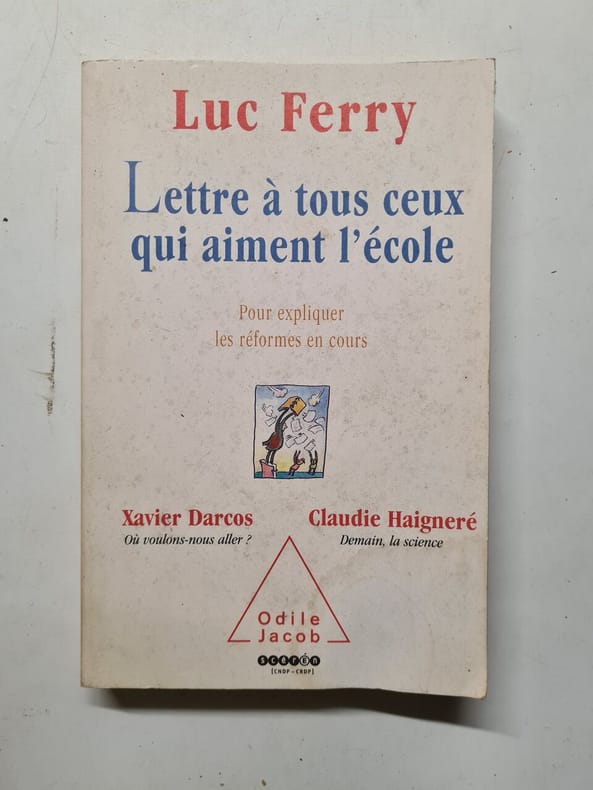 Luc Ferry
Lettre à tous ceux
qui aiment l'école
Pour expliquer
les réformes en cours
Xavier Darcos
Où voulons-nous aller ?
Claudie Haigneré
Demain, la science
Odile
Jacob
scérén
[CNDP - CRDP]